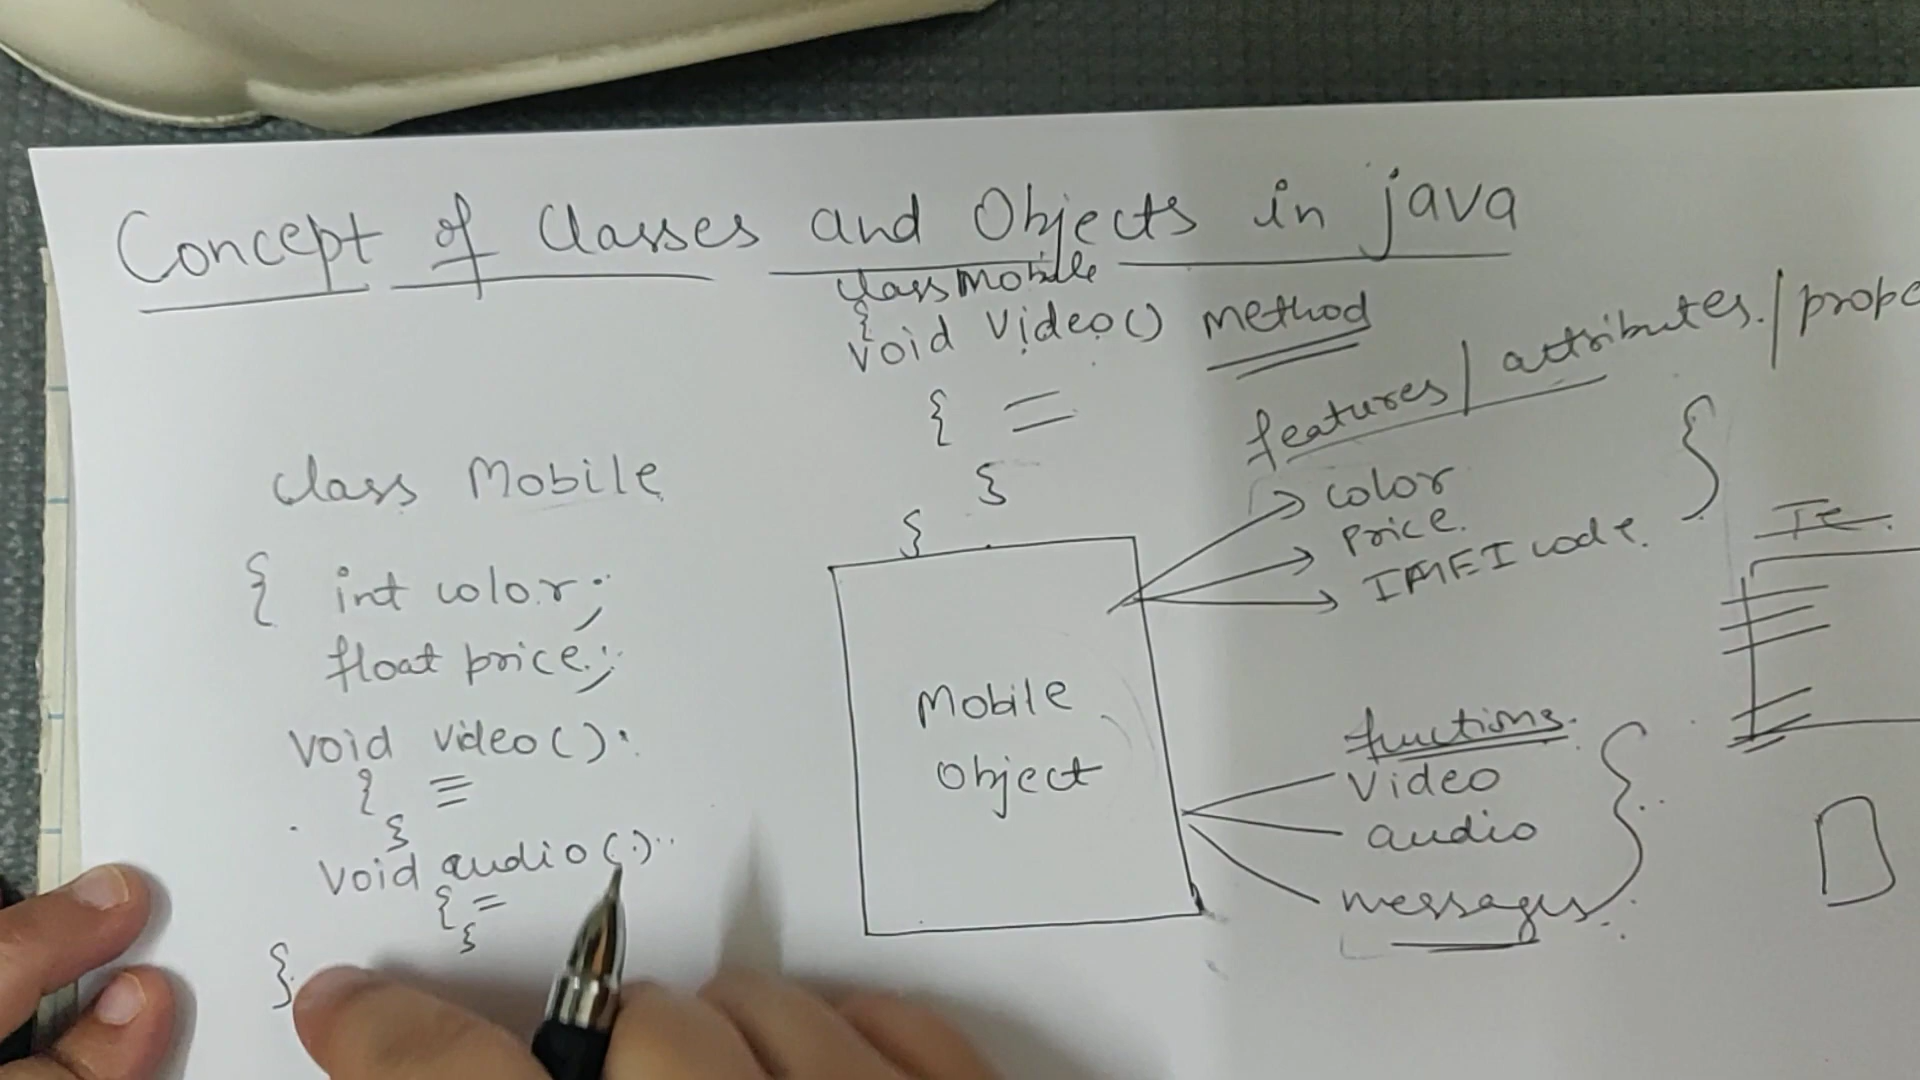 Concept of Classes and Objects in java
class Mobile
{
void video() method
{ =
}
}
features / attributes. /
color
Price.
IMEI code.
class Mobile
{ int color;
float price;
void video()
{ ≡
}
void audio()
{ =
}
}
Mobile
Object
functions.
Video
audio
messages